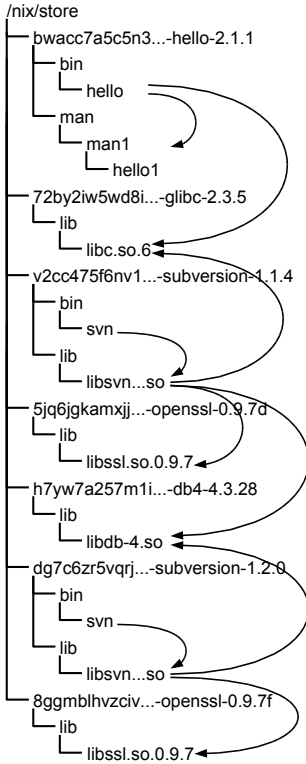 /nix/store
bwacc7a5c5n3...-hello-2.1.1
bin
hello
man
man1
hello1
72by2iw5wd8i...-glibc-2.3.5
lib
libc.so.6
v2cc475f6nv1...-subversion-1.1.4
bin
svn
lib
libsvn...so
5jq6jgkamxjj...-openssl-0.9.7d
lib
libssl.so.0.9.7
h7yw7a257m1i...-db4-4.3.28
lib
libdb-4.so
dg7c6zr5vqrj...-subversion-1.2.0
bin
svn
lib
libsvn...so
8ggmblhvzciv...-openssl-0.9.7f
lib
libssl.so.0.9.7